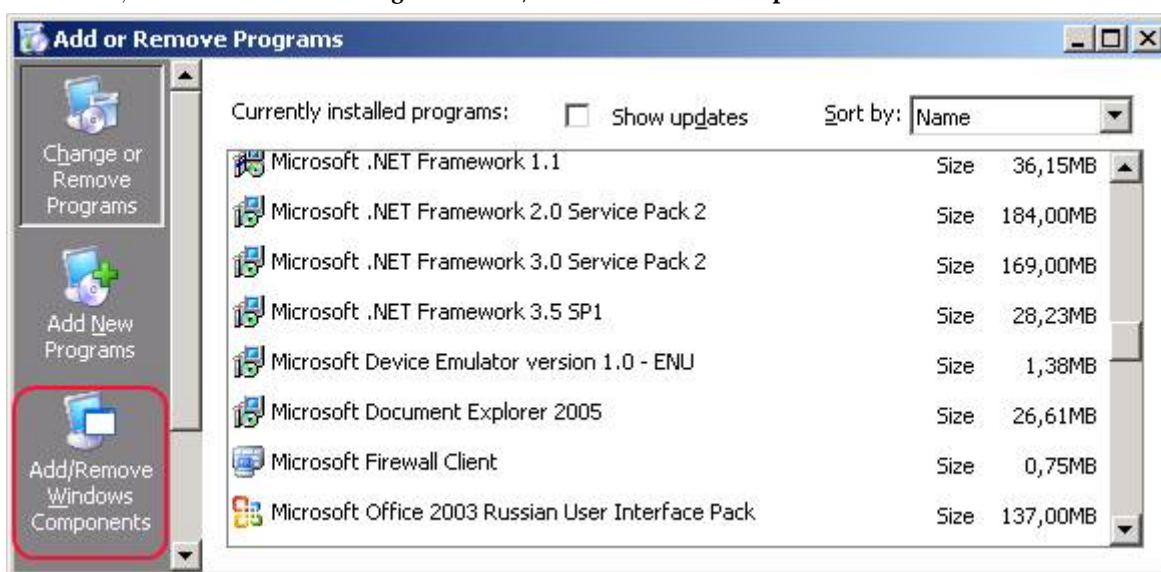 Add or Remove Programs
Change or
Remove
Programs
Add New
Programs
Add/Remove
Windows
Components
Currently installed programs: Show updates Sort by: Name
Microsoft .NET Framework 1.1 Size 36,15MB
Microsoft .NET Framework 2.0 Service Pack 2 Size 184,00MB
Microsoft .NET Framework 3.0 Service Pack 2 Size 169,00MB
Microsoft .NET Framework 3.5 SP1 Size 28,23MB
Microsoft Device Emulator version 1.0 - ENU Size 1,38MB
Microsoft Document Explorer 2005 Size 26,61MB
Microsoft Firewall Client Size 0,75MB
Microsoft Office 2003 Russian User Interface Pack Size 137,00MB